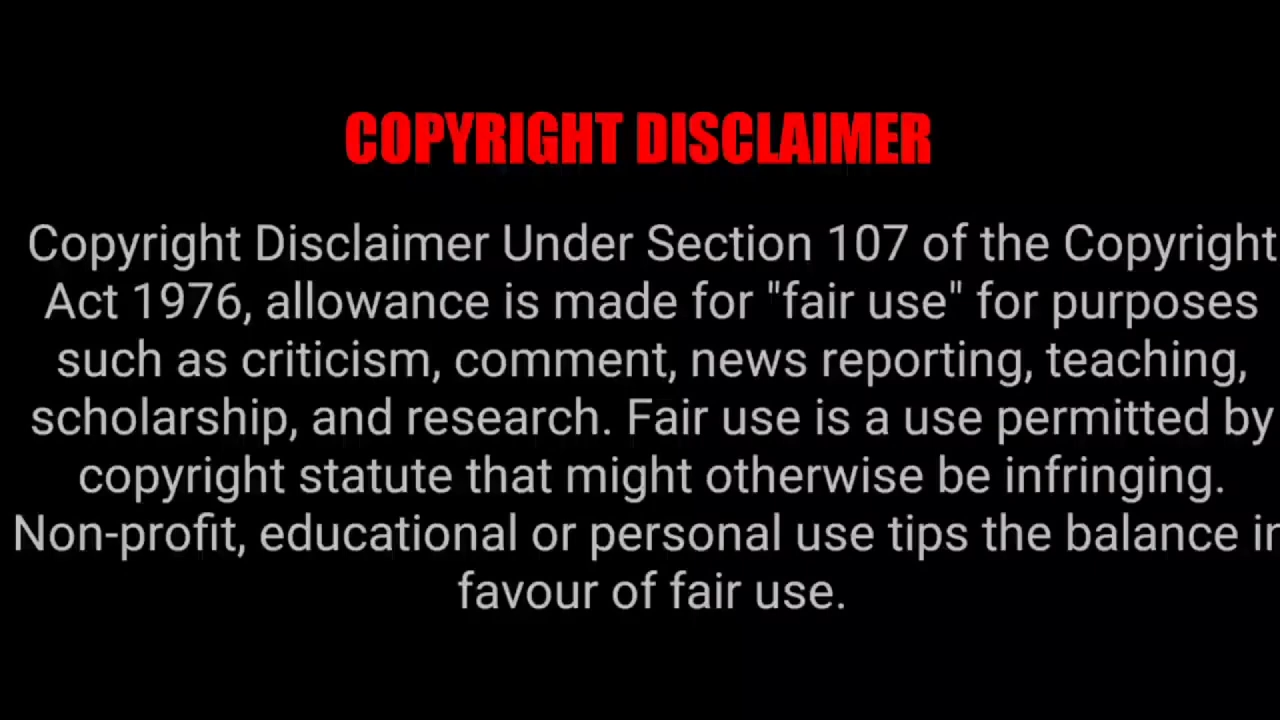 COPYRIGHT DISCLAIMER
Copyright Disclaimer Under Section 107 of the Copyright
Act 1976, allowance is made for "fair use" for purposes
such as criticism, comment, news reporting, teaching,
scholarship, and research. Fair use is a use permitted by
copyright statute that might otherwise be infringing.
Non-profit, educational or personal use tips the balance in
favour of fair use.